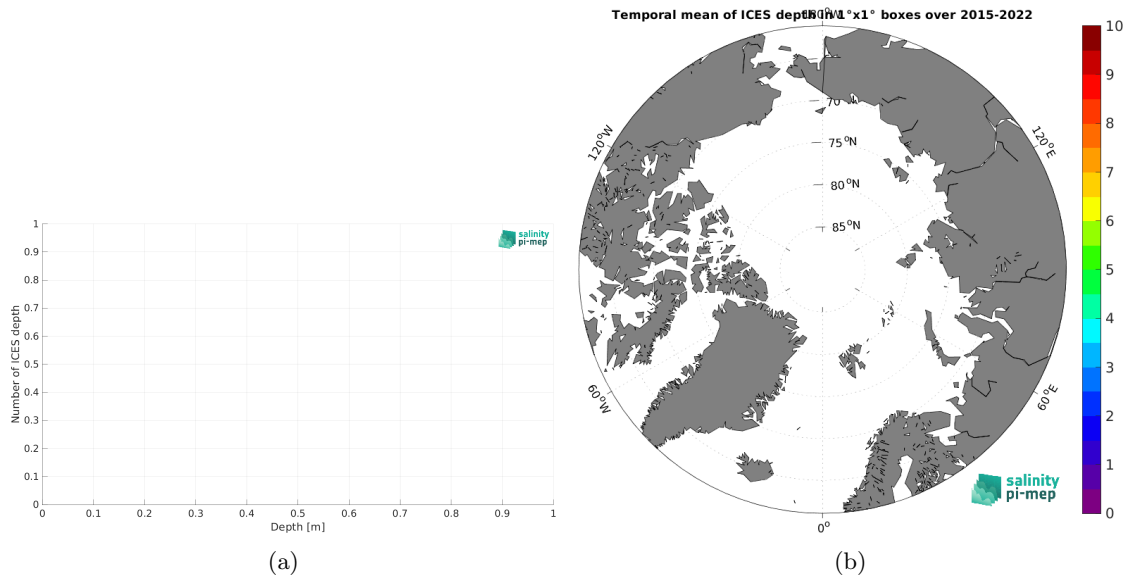 Temporal mean of ICES depth in 1°x1° boxes over 2015-2022
180°W
120°W
120°E
60°W
60°E
0°
70°N
75°N
80°N
85°N
10
9
8
7
6
5
4
3
2
1
0
salinity
pi-mep
Number of ICES depth
1
0.9
0.8
0.7
0.6
0.5
0.4
0.3
0.2
0.1
0
0 0.1 0.2 0.3 0.4 0.5 0.6 0.7 0.8 0.9 1
Depth [m]
salinity
pi-mep
(a)
(b)